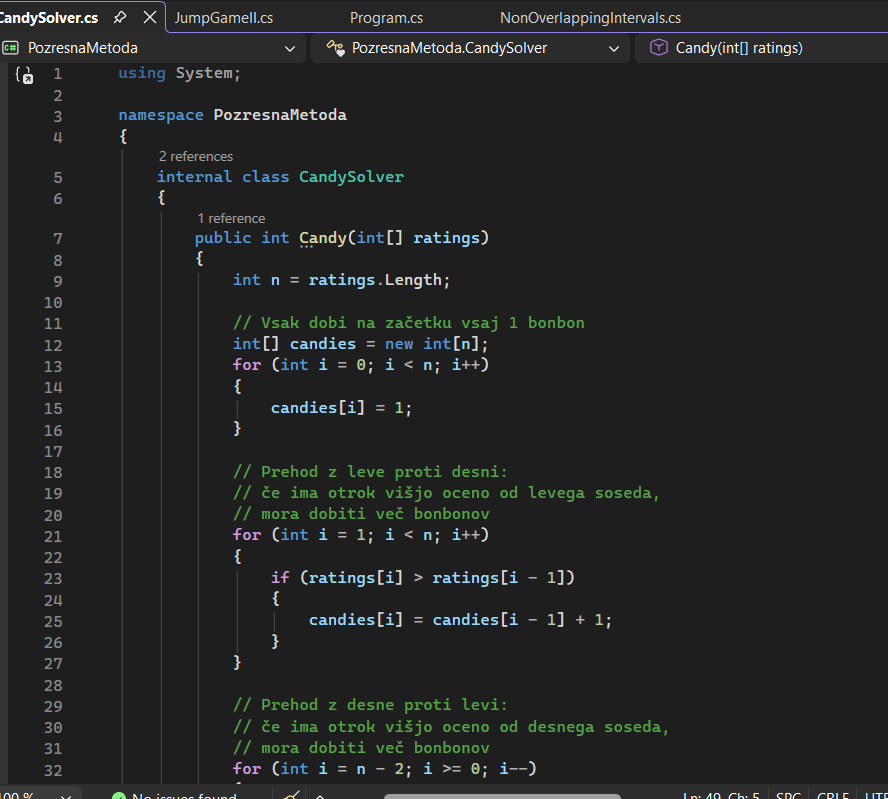 CandySolver.cs JumpGameII.cs Program.cs NonOverlappingIntervals.cs
C# PozresnaMetoda PozresnaMetoda.CandySolver Candy(int[] ratings)
1 using System;
2
3 namespace PozresnaMetoda
4 {
2 references
5 internal class CandySolver
6 {
1 reference
7 public int Candy(int[] ratings)
8 {
9 int n = ratings.Length;
10
11 // Vsak dobi na začetku vsaj 1 bonbon
12 int[] candies = new int[n];
13 for (int i = 0; i < n; i++)
14 {
15 candies[i] = 1;
16 }
17
18 // Prehod z leve proti desni:
19 // če ima otrok višjo oceno od levega soseda,
20 // mora dobiti več bonbonov
21 for (int i = 1; i < n; i++)
22 {
23 if (ratings[i] > ratings[i - 1])
24 {
25 candies[i] = candies[i - 1] + 1;
26 }
27 }
28
29 // Prehod z desne proti levi:
30 // če ima otrok višjo oceno od desnega soseda,
31 // mora dobiti več bonbonov
32 for (int i = n - 2; i >= 0; i--)
No issues found Ln: 49 Ch: 5 SPC CRLF